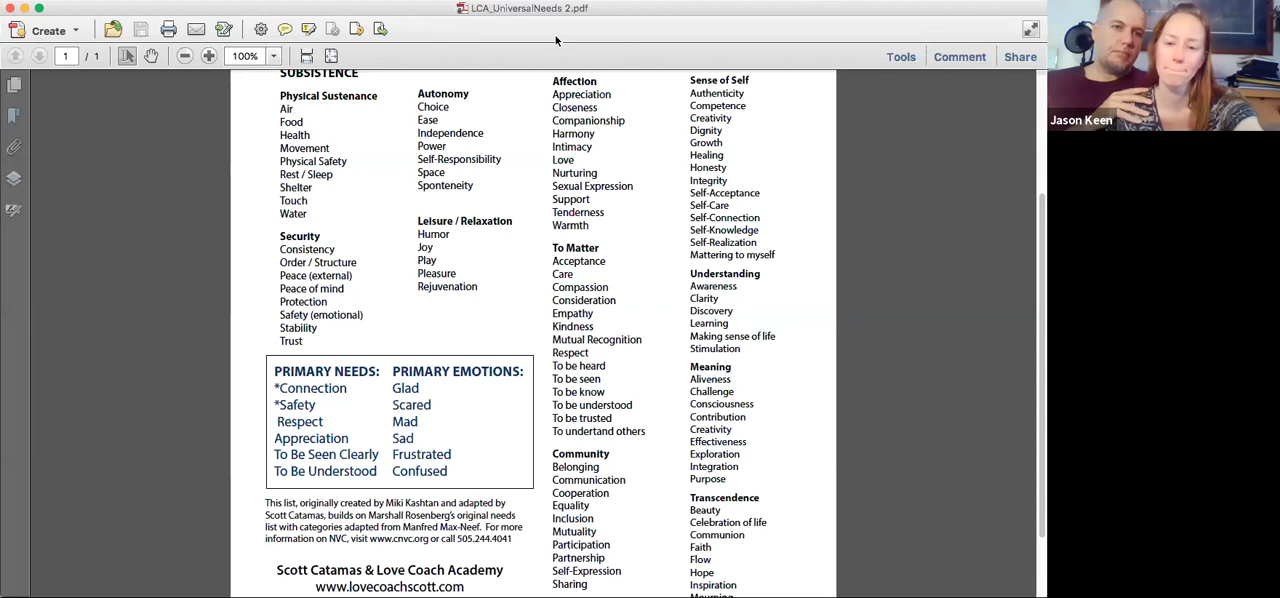 LCA_UniversalNeeds 2.pdf
Create
1 / 1
100%
Tools
Comment
Share
Jason Keen
SUBSISTENCE
Physical Sustenance
Air
Food
Health
Movement
Physical Safety
Rest / Sleep
Shelter
Touch
Water
Security
Consistency
Order / Structure
Peace (external)
Peace of mind
Protection
Safety (emotional)
Stability
Trust
Autonomy
Choice
Ease
Independence
Power
Self-Responsibility
Space
Sponteneity
Leisure / Relaxation
Humor
Joy
Play
Pleasure
Rejuvenation
PRIMARY NEEDS:
*Connection
*Safety
Respect
Appreciation
To Be Seen Clearly
To Be Understood
PRIMARY EMOTIONS:
Glad
Scared
Mad
Sad
Frustrated
Confused
This list, originally created by Miki Kashtan and adapted by
Scott Catamas, builds on Marshall Rosenberg's original needs
list with categories adapted from Manfred Max-Neef. For more
information on NVC, visit www.cnvc.org or call 505.244.4041
Scott Catamas & Love Coach Academy
www.lovecoachscott.com
Affection
Appreciation
Closeness
Companionship
Harmony
Intimacy
Love
Nurturing
Sexual Expression
Support
Tenderness
Warmth
To Matter
Acceptance
Care
Compassion
Consideration
Empathy
Kindness
Mutual Recognition
Respect
To be heard
To be seen
To be know
To be understood
To be trusted
To undertand others
Community
Belonging
Communication
Cooperation
Equality
Inclusion
Mutuality
Participation
Partnership
Self-Expression
Sharing
Sense of Self
Authenticity
Competence
Creativity
Dignity
Growth
Healing
Honesty
Integrity
Self-Acceptance
Self-Care
Self-Connection
Self-Knowledge
Self-Realization
Mattering to myself
Understanding
Awareness
Clarity
Discovery
Learning
Making sense of life
Stimulation
Meaning
Aliveness
Challenge
Consciousness
Contribution
Creativity
Effectiveness
Exploration
Integration
Purpose
Transcendence
Beauty
Celebration of life
Communion
Faith
Flow
Hope
Inspiration
Mourning